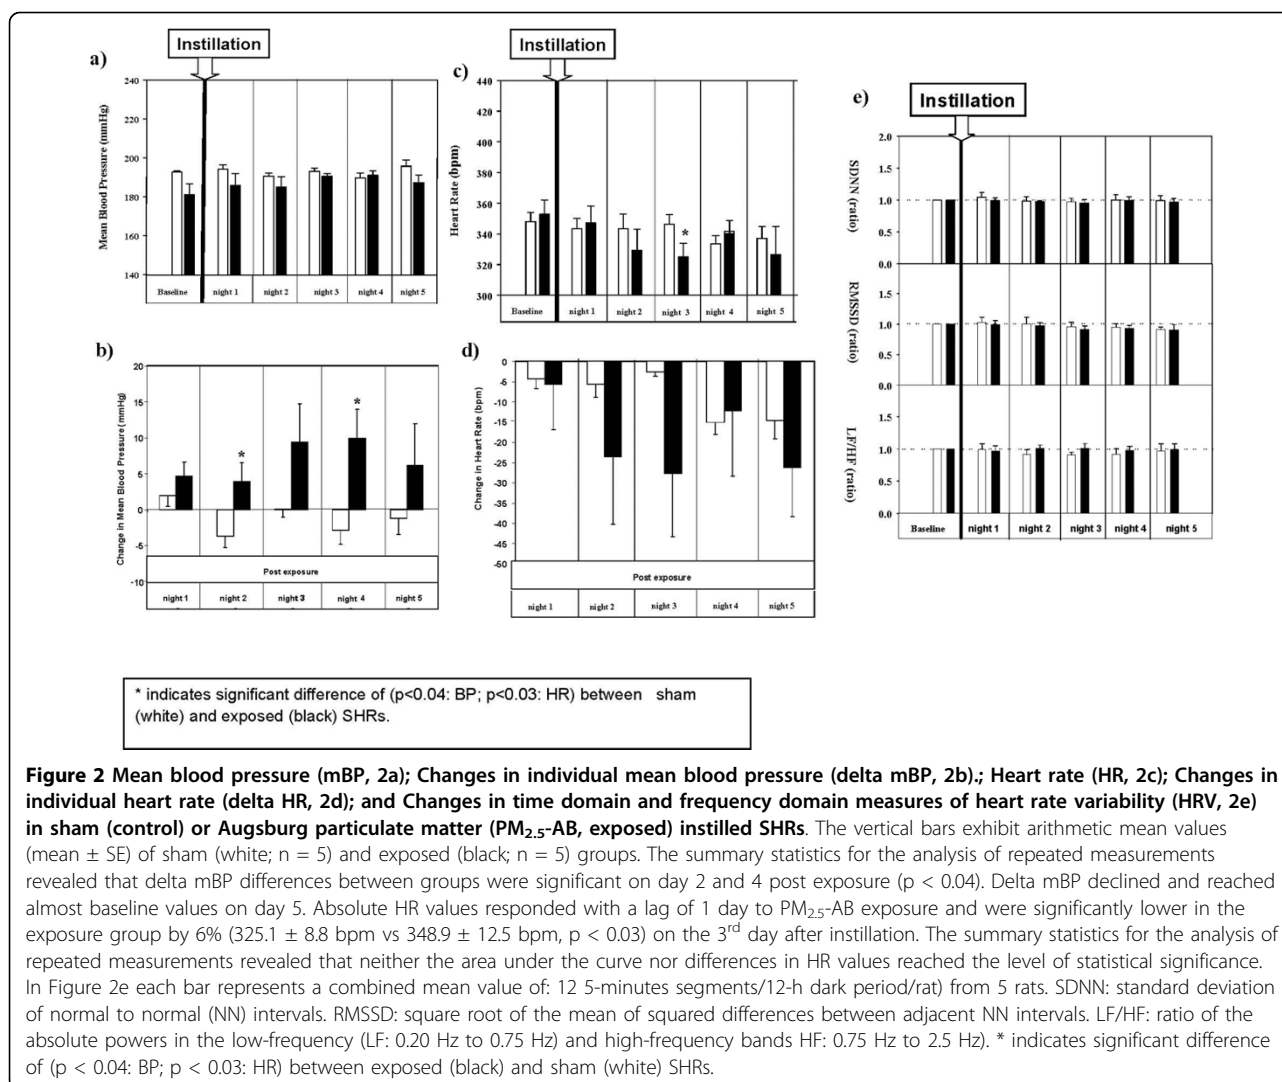 Instillation
a)
Mean Blood Pressure (mmHg)
240
220
200
180
160
140
Baseline
night 1
night 2
night 3
night 4
night 5
Instillation
c)
Heart Rate (bpm)
440
420
400
380
360
340
320
300
*
Baseline
night 1
night 2
night 3
night 4
night 5
e)
Instillation
SDNN (ratio)
2.0
1.5
1.0
0.5
0.0
RMSSD (ratio)
1.5
1.0
0.5
0.0
LF/HF (ratio)
1.5
1.0
0.5
0.0
Baseline
night 1
night 2
night 3
night 4
night 5
b)
Change in Mean Blood Pressure (mmHg)
20
15
10
5
0
-5
-10
*
*
Post exposure
night 1
night 2
night 3
night 4
night 5
d)
Change in Heart Rate (bpm)
0
-5
-10
-15
-20
-25
-30
-35
-40
-45
-50
Post exposure
night 1
night 2
night 3
night 4
night 5
* indicates significant difference of (p<0.04: BP; p<0.03: HR) between sham
(white) and exposed (black) SHRs.
Figure 2 Mean blood pressure (mBP, 2a); Changes in individual mean blood pressure (delta mBP, 2b).; Heart rate (HR, 2c); Changes in
individual heart rate (delta HR, 2d); and Changes in time domain and frequency domain measures of heart rate variability (HRV, 2e)
in sham (control) or Augsburg particulate matter (PM2.5-AB, exposed) instilled SHRs. The vertical bars exhibit arithmetic mean values
(mean ± SE) of sham (white; n = 5) and exposed (black; n = 5) groups. The summary statistics for the analysis of repeated measurements
revealed that delta mBP differences between groups were significant on day 2 and 4 post exposure (p < 0.04). Delta mBP declined and reached
almost baseline values on day 5. Absolute HR values responded with a lag of 1 day to PM2.5-AB exposure and were significantly lower in the
exposure group by 6% (325.1 ± 8.8 bpm vs 348.9 ± 12.5 bpm, p < 0.03) on the 3rd day after instillation. The summary statistics for the analysis of
repeated measurements revealed that neither the area under the curve nor differences in HR values reached the level of statistical significance.
In Figure 2e each bar represents a combined mean value of: 12 5-minutes segments/12-h dark period/rat) from 5 rats. SDNN: standard deviation
of normal to normal (NN) intervals. RMSSD: square root of the mean of squared differences between adjacent NN intervals. LF/HF: ratio of the
absolute powers in the low-frequency (LF: 0.20 Hz to 0.75 Hz) and high-frequency bands HF: 0.75 Hz to 2.5 Hz). * indicates significant difference
of (p < 0.04: BP; p < 0.03: HR) between exposed (black) and sham (white) SHRs.